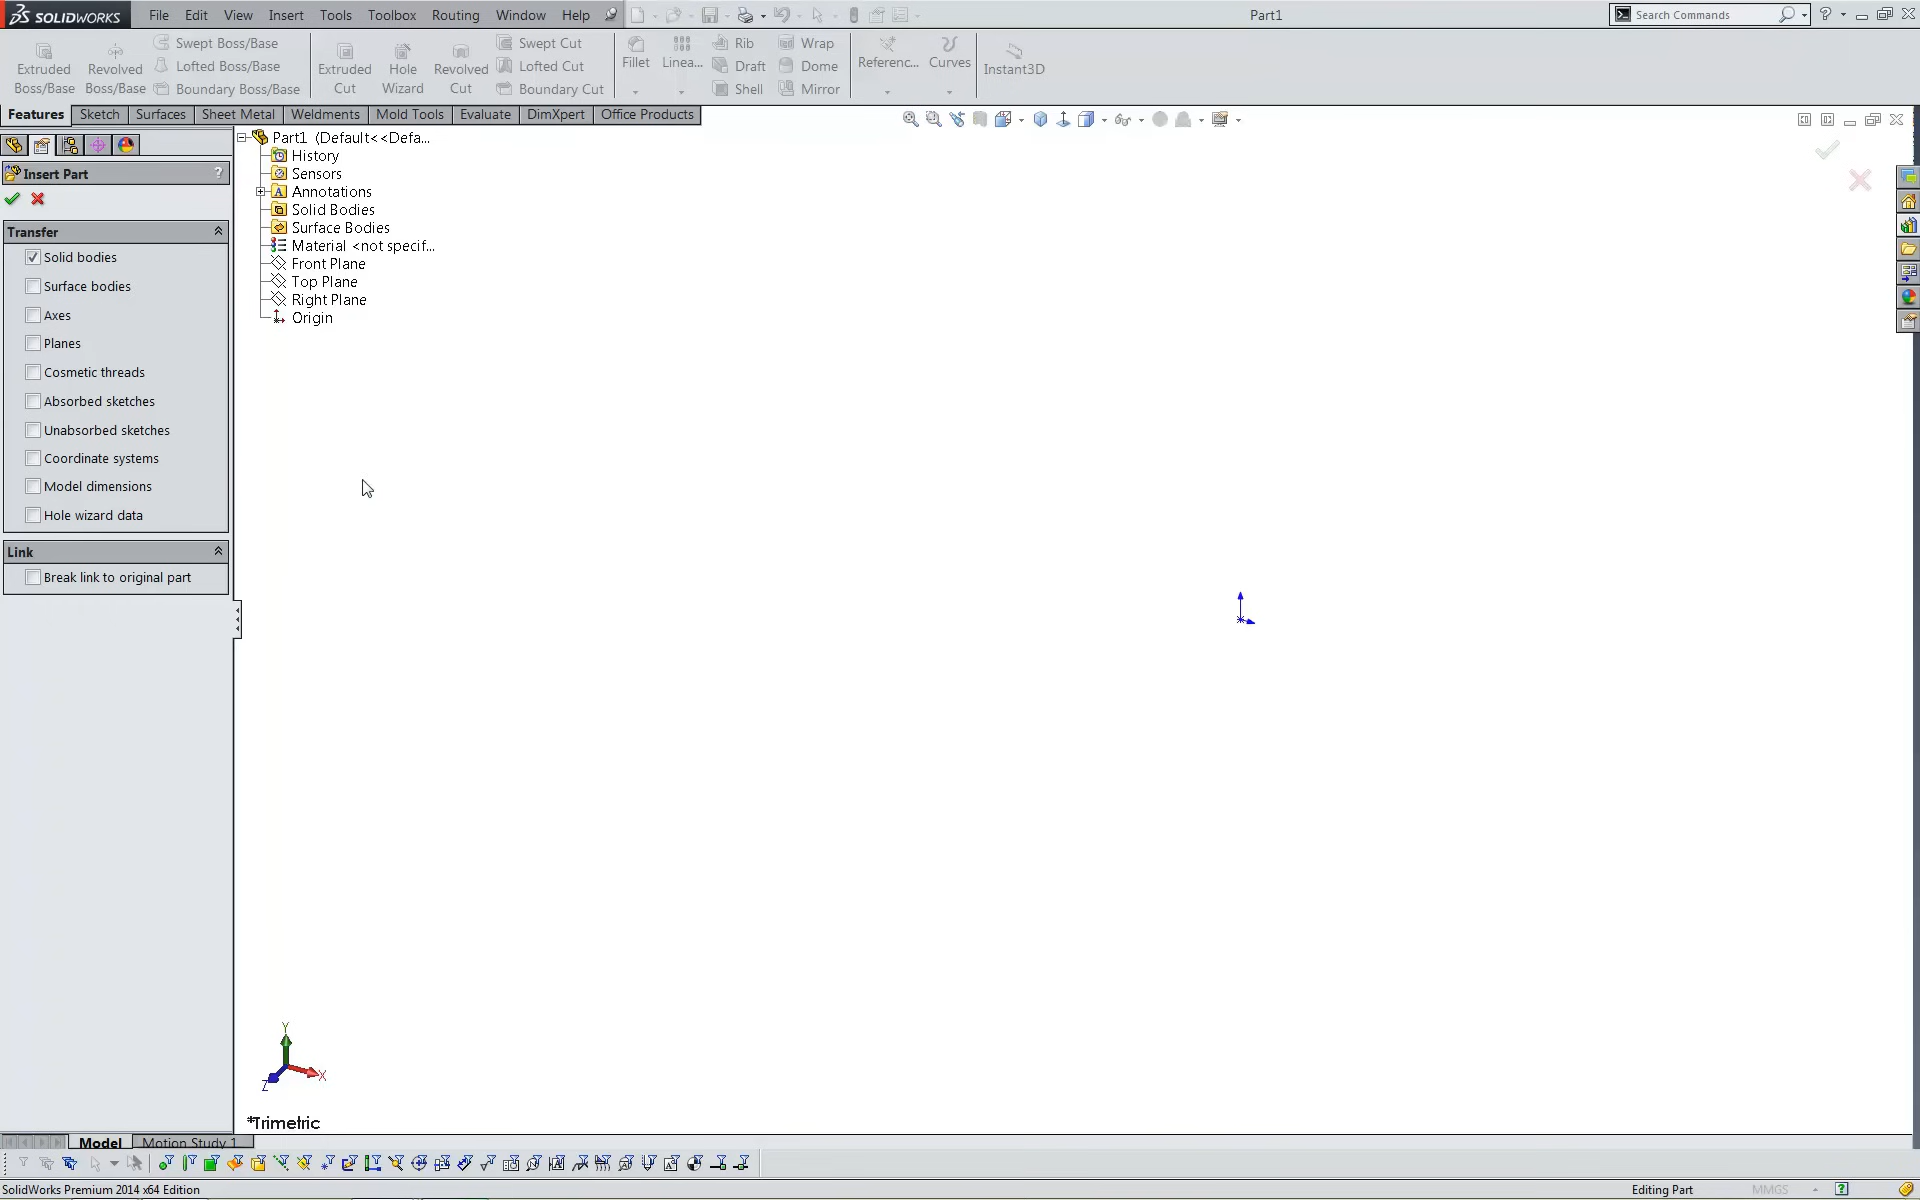 SOLIDWORKS File Edit View Insert Tools Toolbox Routing Window Help Part1 Search Commands
Extruded Boss/Base Revolved Boss/Base Swept Boss/Base Lofted Boss/Base Boundary Boss/Base Extruded Cut Hole Wizard Revolved Cut Swept Cut Lofted Cut Boundary Cut Fillet Linea... Rib Draft Shell Wrap Dome Mirror Referenc... Curves Instant3D
Features Sketch Surfaces Sheet Metal Weldments Mold Tools Evaluate DimXpert Office Products
Insert Part ?
Transfer
Solid bodies
Surface bodies
Axes
Planes
Cosmetic threads
Absorbed sketches
Unabsorbed sketches
Coordinate systems
Model dimensions
Hole wizard data
Link
Break link to original part
Part1 (Default<<Defa...
History
Sensors
Annotations
Solid Bodies
Surface Bodies
Material <not specif...
Front Plane
Top Plane
Right Plane
Origin
Y
X
Z
*Trimetric
Model Motion Study 1
SolidWorks Premium 2014 x64 Edition Editing Part MMGS